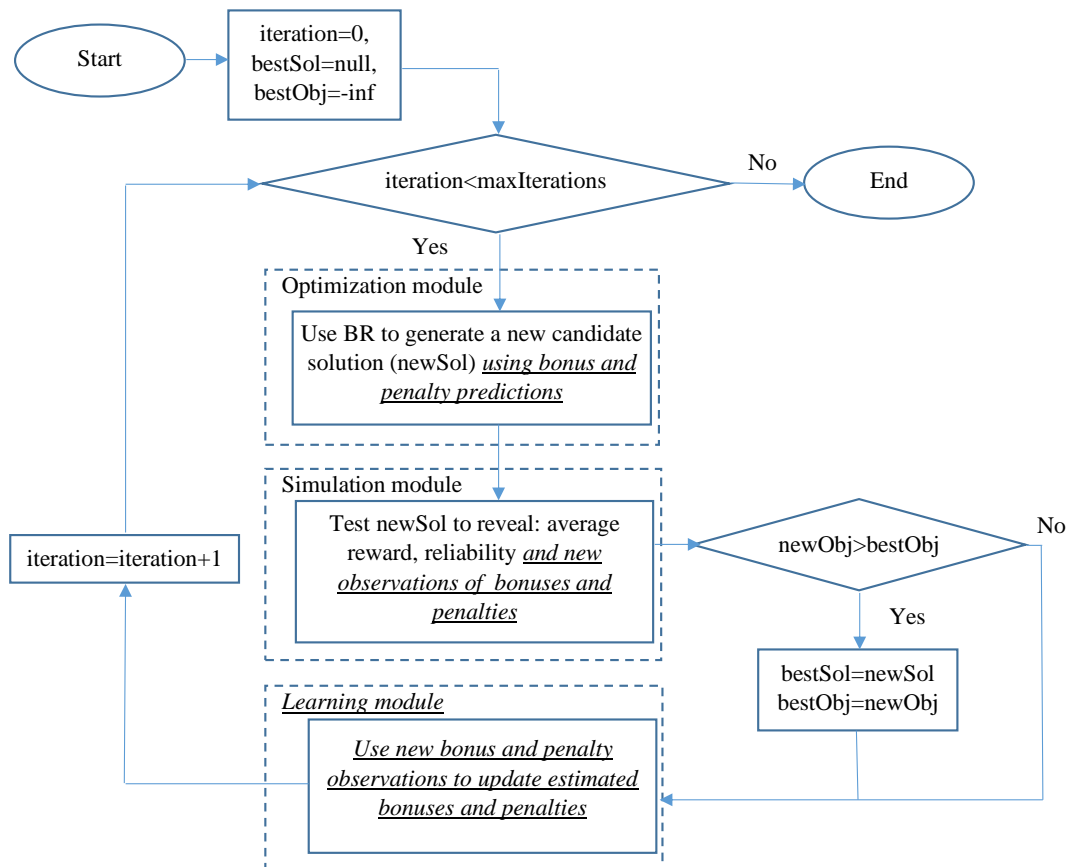 Start
iteration=0,
bestSol=null,
bestObj=-inf
iteration<maxIterations
No
End
Yes
Optimization module
Use BR to generate a new candidate
solution (newSol) using bonus and
penalty predictions
Simulation module
Test newSol to reveal: average
reward, reliability and new
observations of bonuses and
penalties
newObj>bestObj
No
Yes
bestSol=newSol
bestObj=newObj
Learning module
Use new bonus and penalty
observations to update estimated
bonuses and penalties
iteration=iteration+1